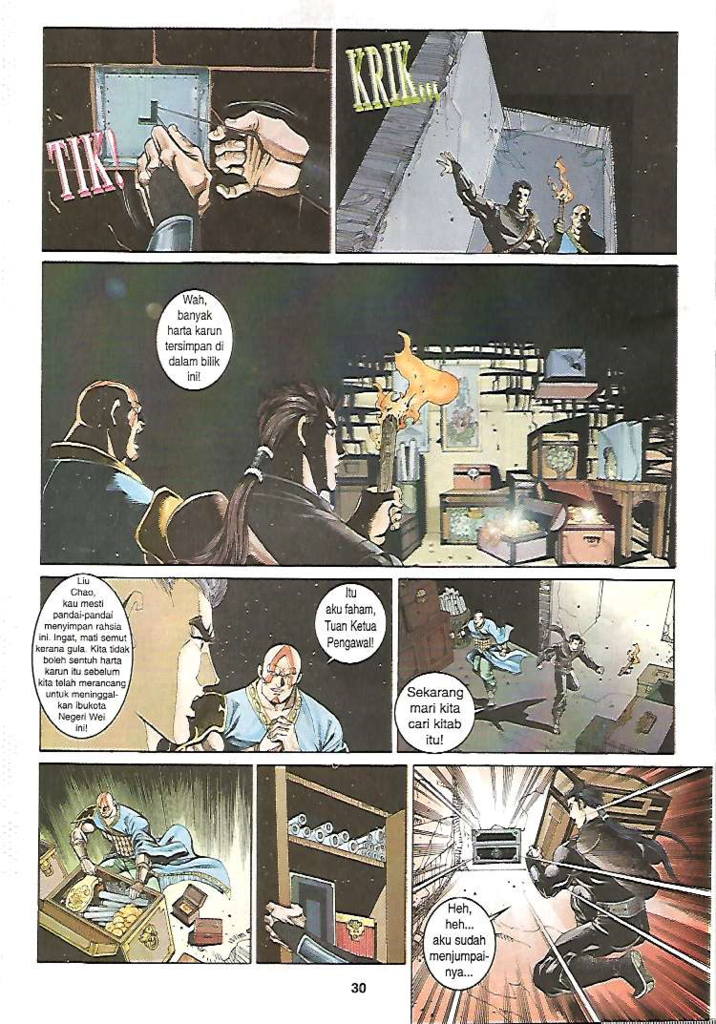 TIK!
KRIK...
Wah,
banyak
harta karun
tersimpan di
dalam bilik
ini!
Liu
Chao,
kau mesti
pandai-pandai
menyimpan rahsia
ini. Ingat, mati semut
kerana gula. Kita tidak
boleh sentuh harta
karun itu sebelum
kita telah merancang
untuk meninggal-
kan ibukota
Negeri Wei
ini!
Itu
aku faham,
Tuan Ketua
Pengawal!
Sekarang
mari kita
cari kitab
itu!
Heh,
heh...
aku sudah
menjumpai-
nya...
30